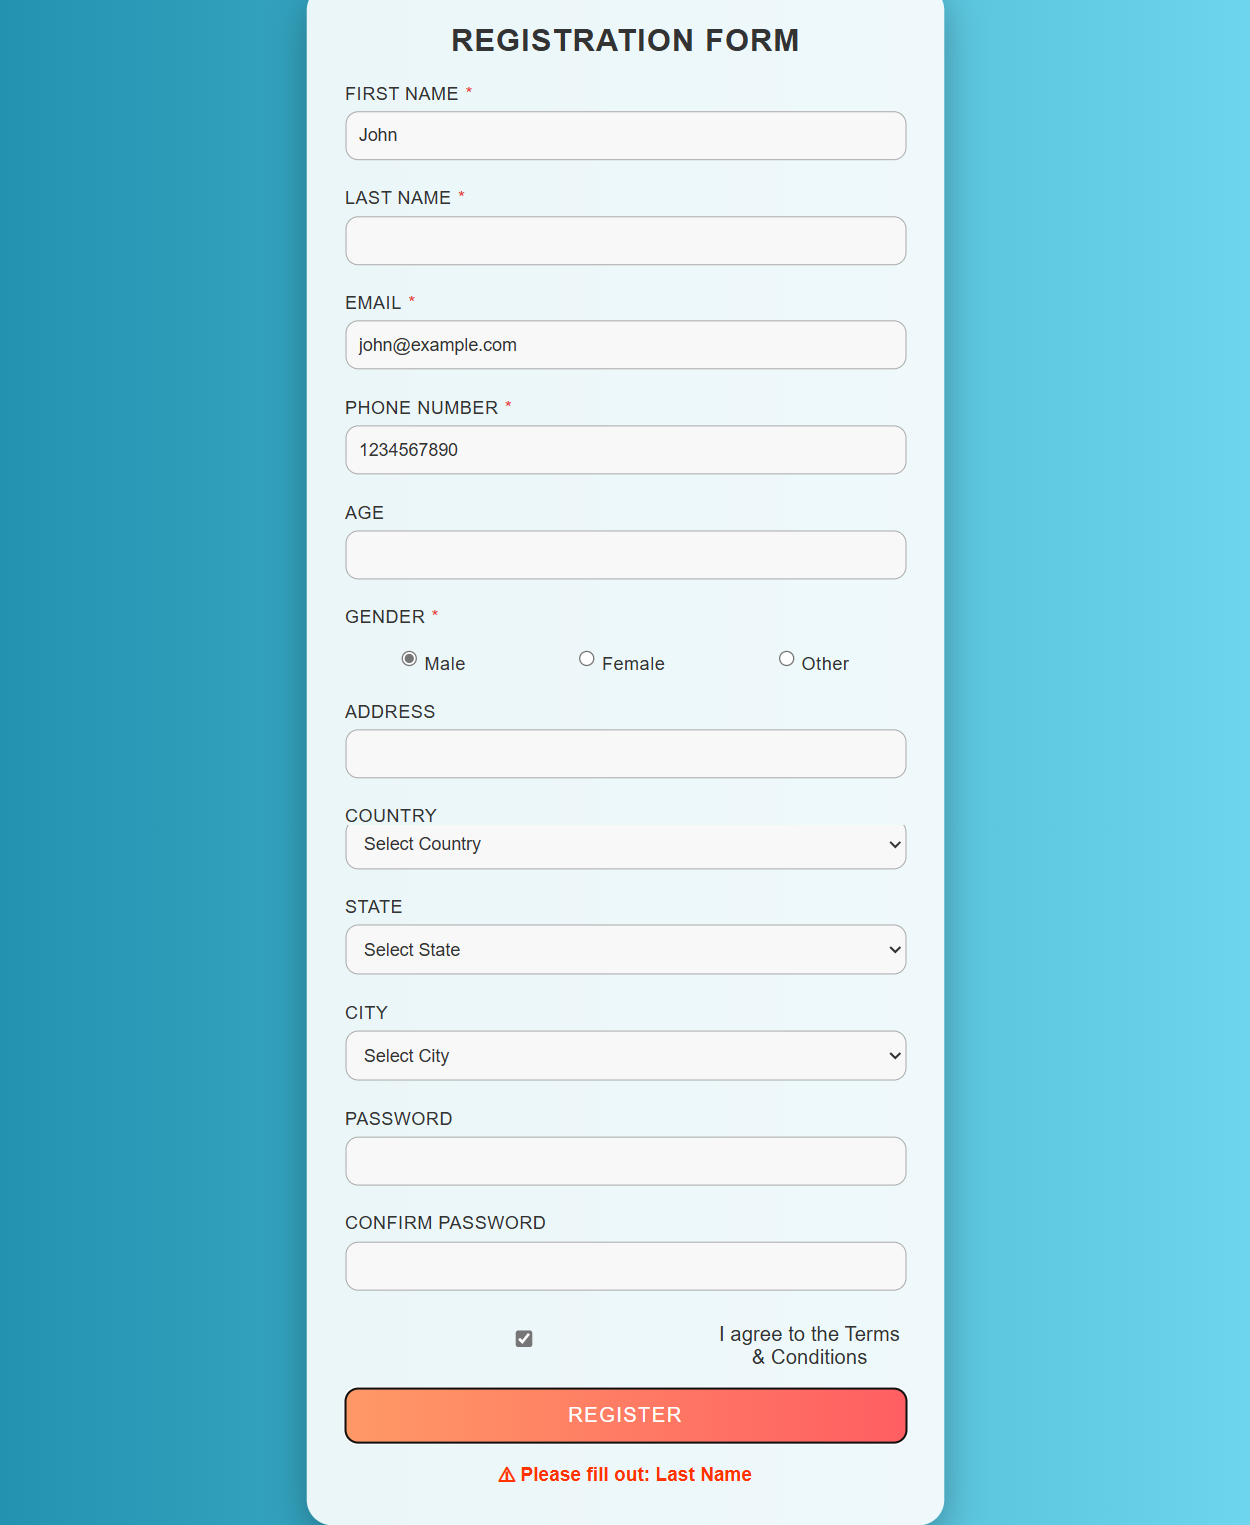 REGISTRATION FORM
FIRST NAME *
John
LAST NAME *
EMAIL *
john@example.com
PHONE NUMBER *
1234567890
AGE
GENDER *
Male Female Other
ADDRESS
COUNTRY
Select Country
STATE
Select State
CITY
Select City
PASSWORD
CONFIRM PASSWORD
I agree to the Terms
& Conditions
REGISTER
⚠ Please fill out: Last Name